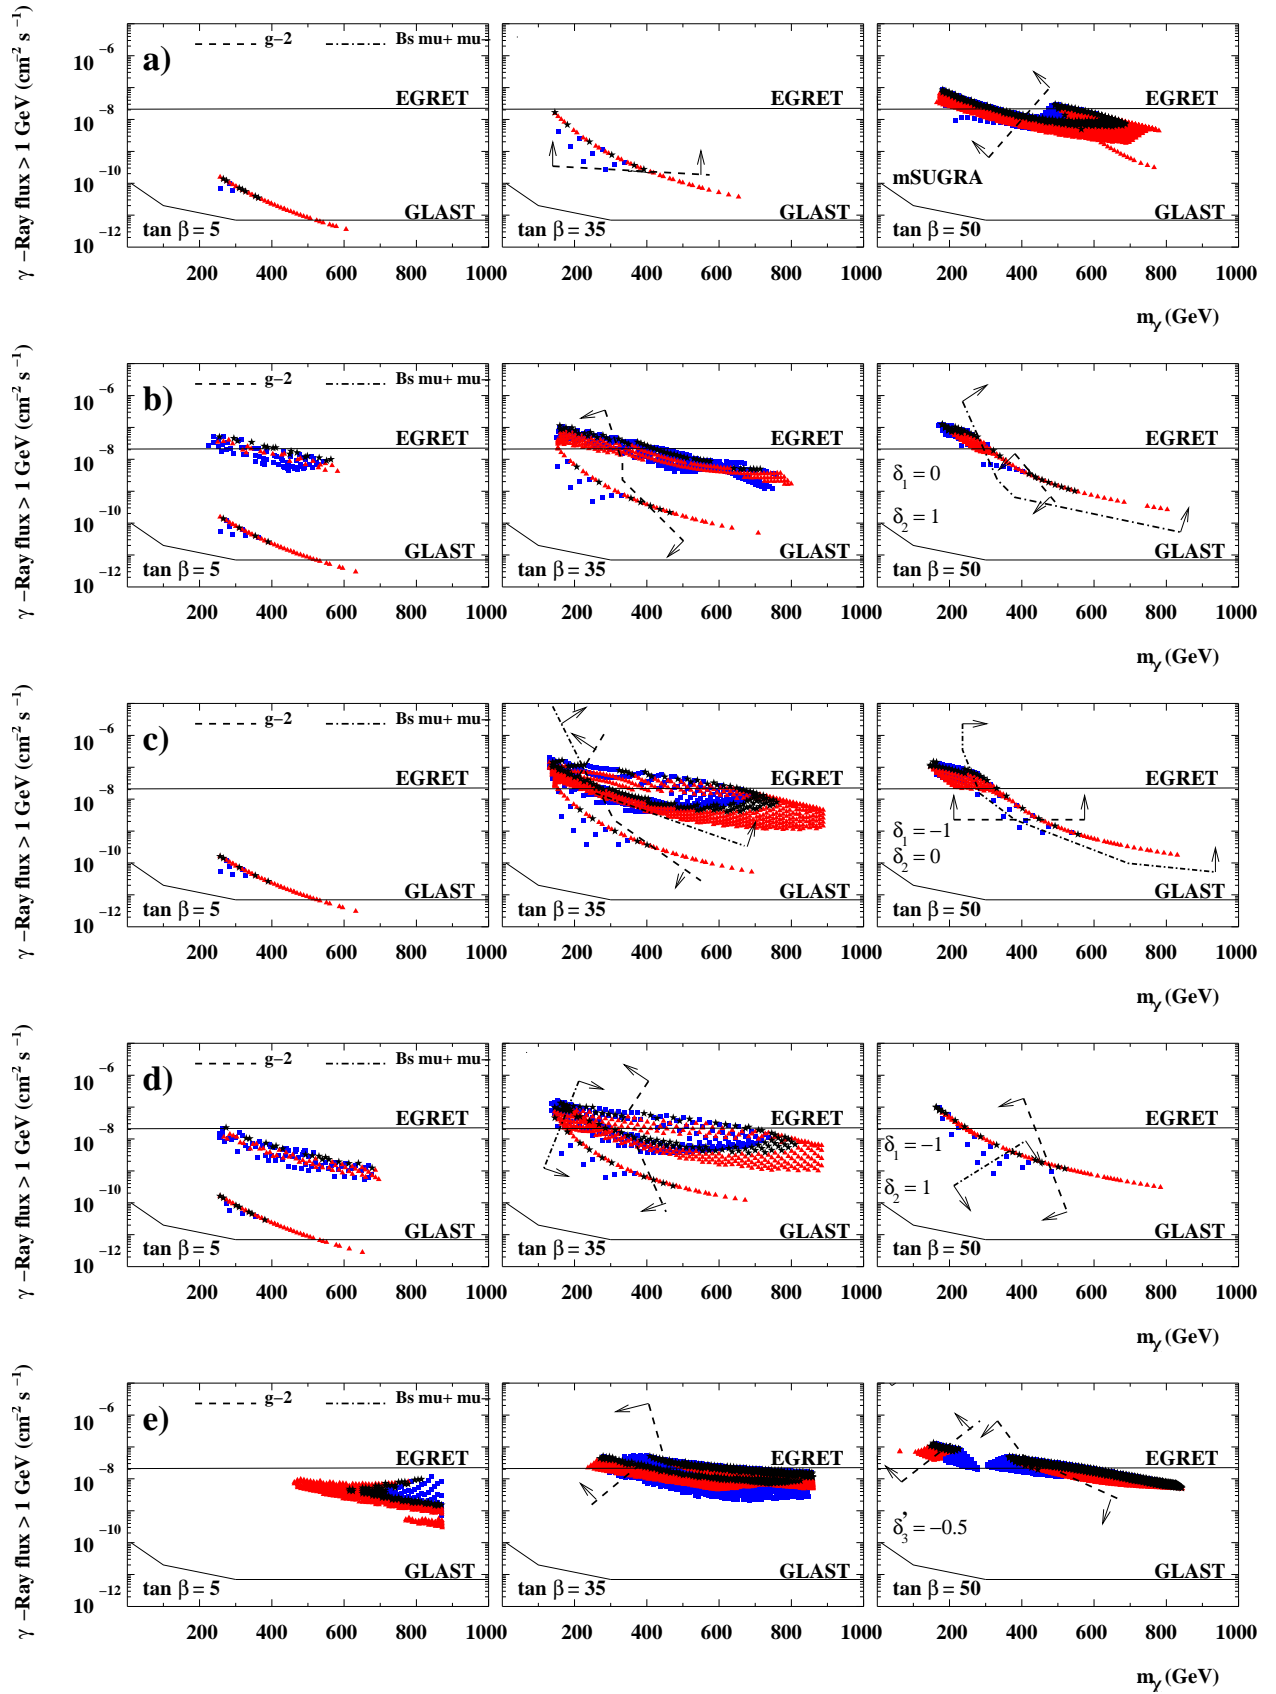 γ −Ray flux > 1 GeV (cm⁻² s⁻¹)
a)
g−2
Bs mu+ mu−
10⁻⁶
10⁻⁸
10⁻¹⁰
10⁻¹²
EGRET
EGRET
EGRET
GLAST
GLAST
mSUGRA
GLAST
tan β = 5
tan β = 35
tan β = 50
200 400 600 800 1000
200 400 600 800 1000
200 400 600 800 1000
mχ (GeV)
γ −Ray flux > 1 GeV (cm⁻² s⁻¹)
b)
g−2
Bs mu+ mu−
10⁻⁶
10⁻⁸
10⁻¹⁰
10⁻¹²
EGRET
EGRET
EGRET
δ₁ = 0
δ₂ = 1
GLAST
GLAST
GLAST
tan β = 5
tan β = 35
tan β = 50
200 400 600 800 1000
200 400 600 800 1000
200 400 600 800 1000
mχ (GeV)
γ −Ray flux > 1 GeV (cm⁻² s⁻¹)
c)
g−2
Bs mu+ mu−
10⁻⁶
10⁻⁸
10⁻¹⁰
10⁻¹²
EGRET
EGRET
EGRET
δ₁ = −1
δ₂ = 0
GLAST
GLAST
GLAST
tan β = 5
tan β = 35
tan β = 50
200 400 600 800 1000
200 400 600 800 1000
200 400 600 800 1000
mχ (GeV)
γ −Ray flux > 1 GeV (cm⁻² s⁻¹)
d)
g−2
Bs mu+ mu−
10⁻⁶
10⁻⁸
10⁻¹⁰
10⁻¹²
EGRET
EGRET
EGRET
δ₁ = −1
δ₂ = 1
GLAST
GLAST
GLAST
tan β = 5
tan β = 35
tan β = 50
200 400 600 800 1000
200 400 600 800 1000
200 400 600 800 1000
mχ (GeV)
γ −Ray flux > 1 GeV (cm⁻² s⁻¹)
e)
g−2
Bs mu+ mu−
10⁻⁶
10⁻⁸
10⁻¹⁰
10⁻¹²
EGRET
EGRET
EGRET
δ₃' = −0.5
GLAST
GLAST
GLAST
tan β = 5
tan β = 35
tan β = 50
200 400 600 800 1000
200 400 600 800 1000
200 400 600 800 1000
mχ (GeV)